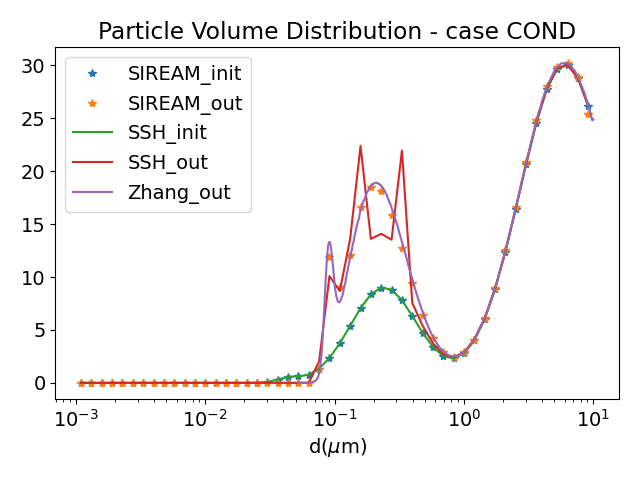 Particle Volume Distribution - case COND
SIREAM_init
SIREAM_out
SSH_init
SSH_out
Zhang_out
30
25
20
15
10
5
0
10⁻³ 10⁻² 10⁻¹ 10⁰ 10¹
d(μm)